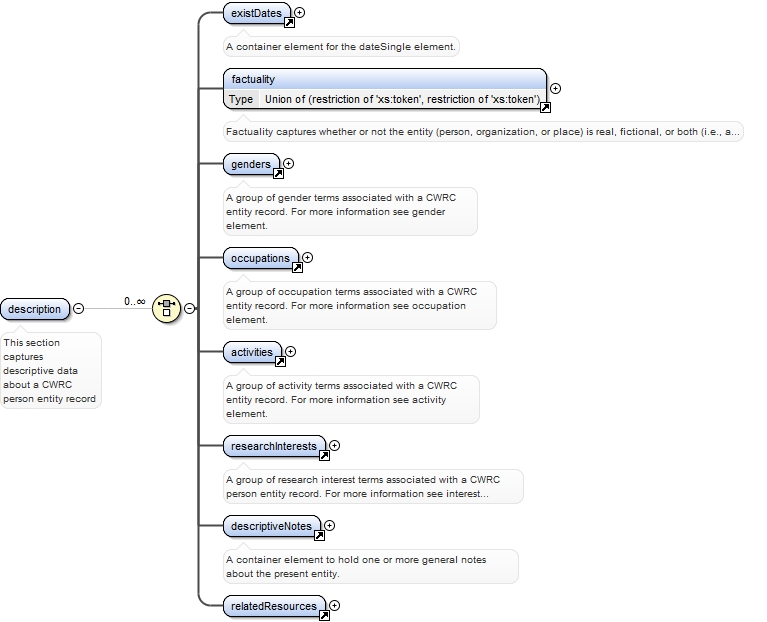 existDates
A container element for the dateSingle element.
factuality
Type Union of (restriction of 'xs:token', restriction of 'xs:token')
Factuality captures whether or not the entity (person, organization, or place) is real, fictional, or both (i.e., a...
genders
A group of gender terms associated with a CWRC
entity record. For more information see gender
element.
occupations
A group of occupation terms associated with a CWRC
entity record. For more information see occupation
element.
description
0..∞
This section
captures
descriptive data
about a CWRC
person entity record
activities
A group of activity terms associated with a CWRC
entity record. For more information see activity
element.
researchInterests
A group of research interest terms associated with a CWRC
person entity record. For more information see interest...
descriptiveNotes
A container element to hold one or more general notes
about the present entity.
relatedResources